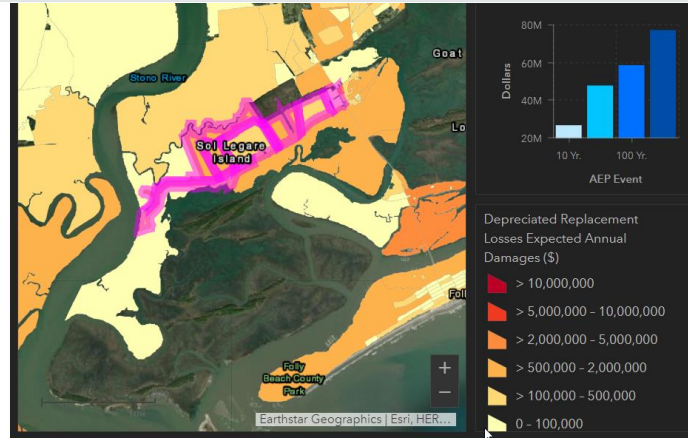 Stono River
Goat
Lo
Sol Legare
Island
Foll
Folly
Beach County
Park
+
−
Earthstar Geographics | Esri, HER...
80M
60M
40M
20M
Dollars
10 Yr.
100 Yr.
AEP Event
Depreciated Replacement
Losses Expected Annual
Damages ($)
> 10,000,000
> 5,000,000 - 10,000,000
> 2,000,000 - 5,000,000
> 500,000 - 2,000,000
> 100,000 - 500,000
0 - 100,000